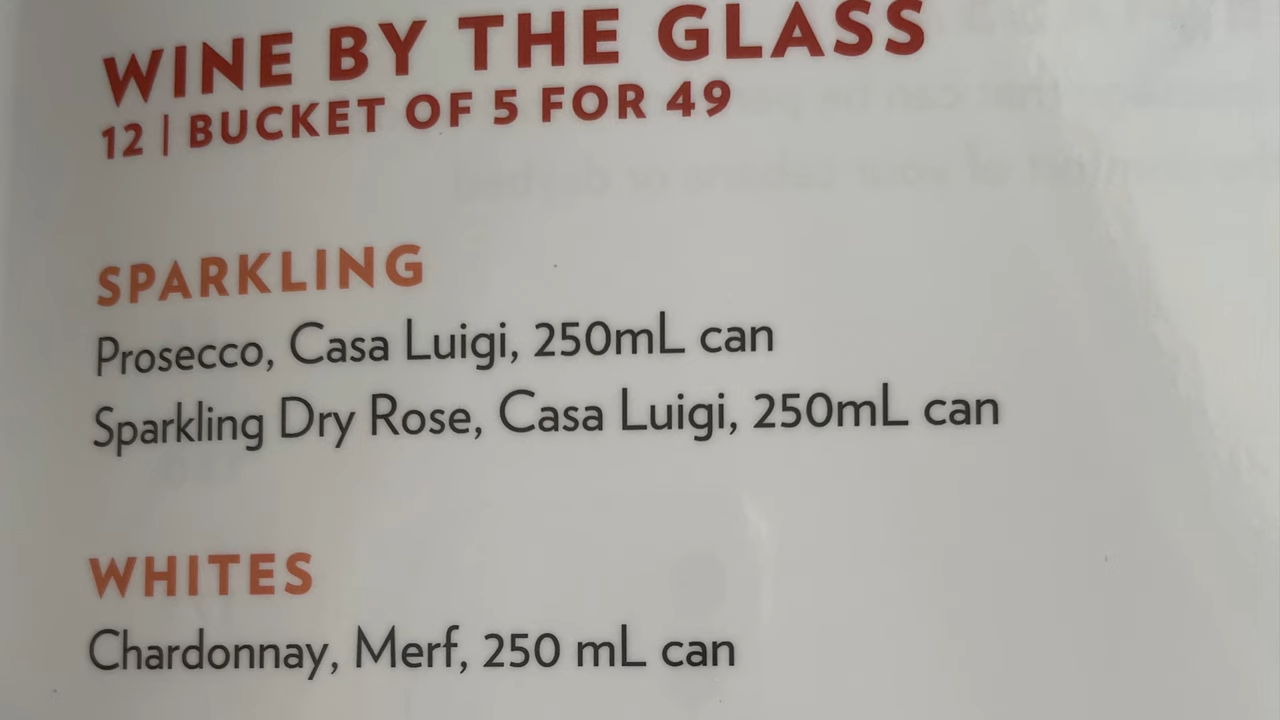 WINE BY THE GLASS
12 | BUCKET OF 5 FOR 49
SPARKLING
Prosecco, Casa Luigi, 250mL can
Sparkling Dry Rose, Casa Luigi, 250mL can
WHITES
Chardonnay, Merf, 250 mL can